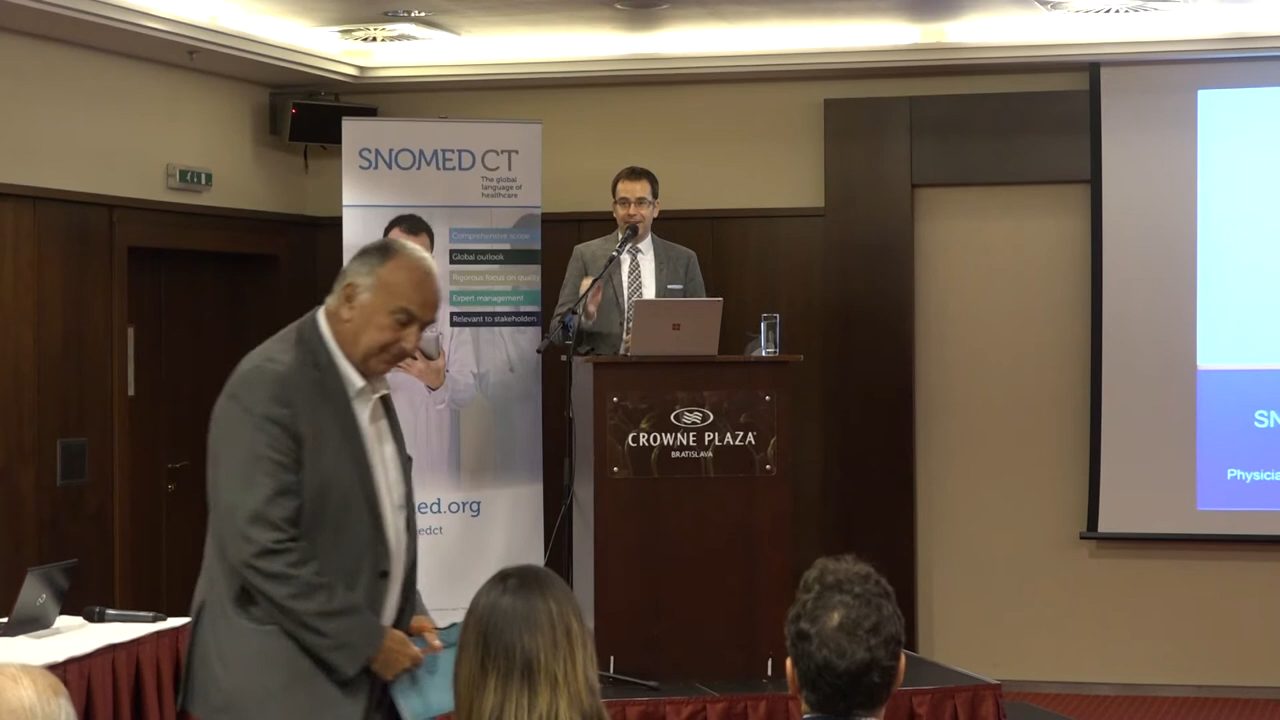 SNOMED CT
The global
language of
healthcare
Comprehensive scope
Global outlook
Rigorous focus on quality
Expert management
Relevant to stakeholders
ed.org
edct
CROWNE PLAZA
BRATISLAVA
SN
Physicia